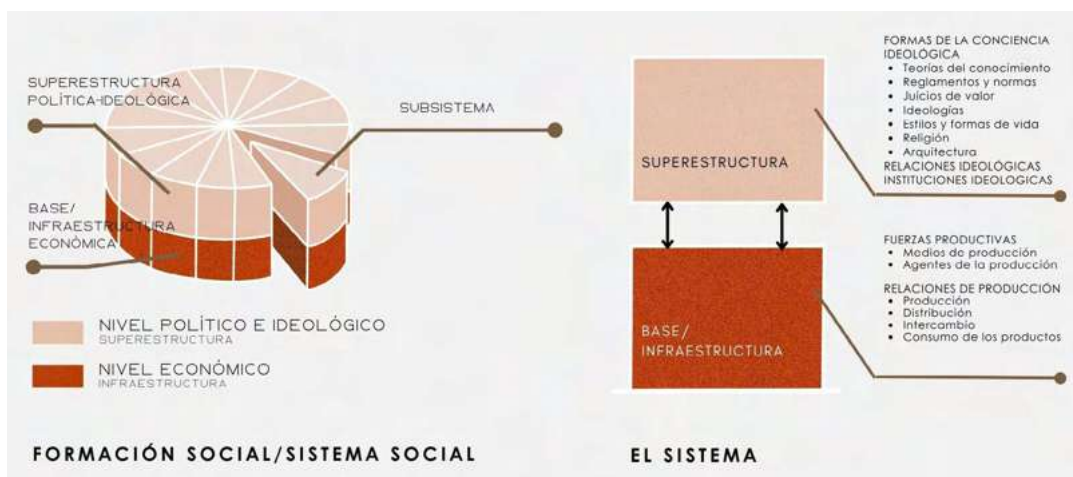 SUPERESTRUCTURA
POLÍTICA-IDEOLÓGICA
SUBSISTEMA
BASE/
INFRAESTRUCTURA
ECONÓMICA
NIVEL POLÍTICO E IDEOLÓGICO
SUPERESTRUCTURA
NIVEL ECONÓMICO
INFRAESTRUCTURA
FORMACIÓN SOCIAL/SISTEMA SOCIAL
SUPERESTRUCTURA
BASE/
INFRAESTRUCTURA
FORMAS DE LA CONCIENCIA
IDEOLÓGICA
• Teorías del conocimiento
• Reglamentos y normas
• Juicios de valor
• Ideologías
• Estilos y formas de vida
• Religión
• Arquitectura
RELACIONES IDEOLÓGICAS
INSTITUCIONES IDEOLOGICAS
FUERZAS PRODUCTIVAS
• Medios de producción
• Agentes de la producción
RELACIONES DE PRODUCCIÓN
• Producción
• Distribución
• Intercambio
• Consumo de los productos
EL SISTEMA